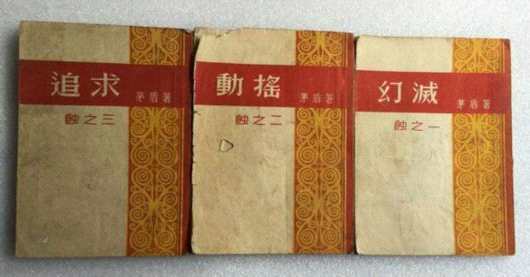 追求 茅盾著
蝕之三
動搖 茅盾著
蝕之二
幻滅 茅盾著
蝕之一